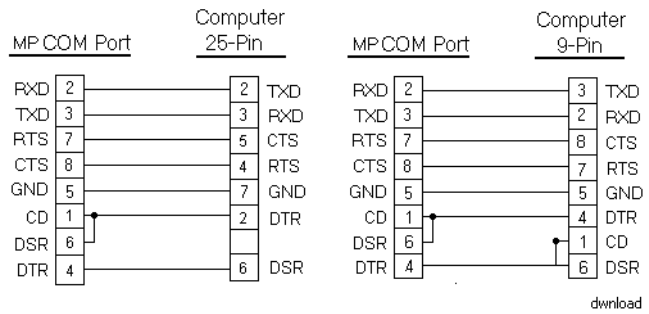 MP COM Port Computer 25-Pin
RXD 2 2 TXD
TXD 3 3 RXD
RTS 7 5 CTS
CTS 8 4 RTS
GND 5 7 GND
CD 1 2 DTR
DSR 6
DTR 4 6 DSR
MP COM Port Computer 9-Pin
RXD 2 3 TXD
TXD 3 2 RXD
RTS 7 8 CTS
CTS 8 7 RTS
GND 5 5 GND
CD 1 4 DTR
DSR 6 1 CD
DTR 4 6 DSR
dwnload